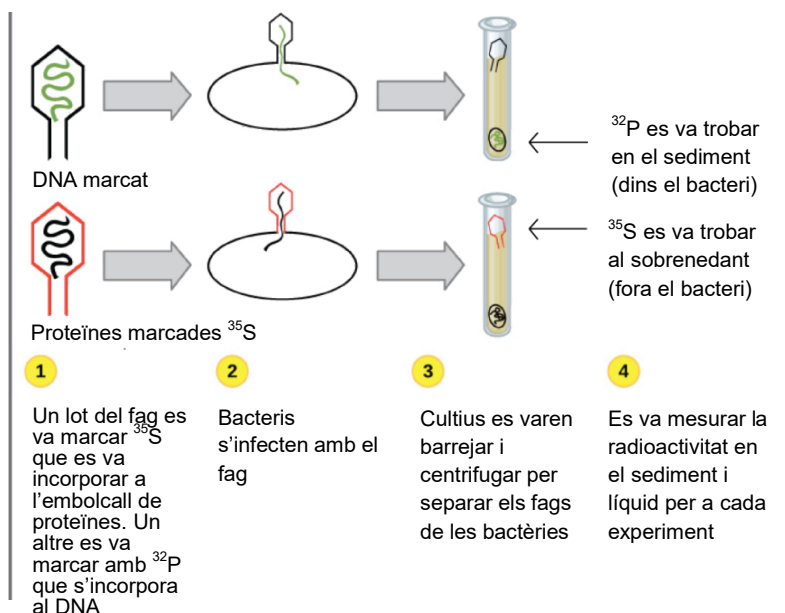 DNA marcat
³²P es va trobar
en el sediment
(dins el bacteri)
³⁵S es va trobar
al sobrenedant
(fora el bacteri)
Proteïnes marcades ³⁵S
1
Un lot del fag es
va marcar ³⁵S
que es va
incorporar a
l’embolcall de
proteïnes. Un
altre es va
marcar amb ³²P
que s’incorpora
al DNA
2
Bacteris
s’infecten amb el
fag
3
Cultius es varen
barrejar i
centrifugar per
separar els fags
de les bactèries
4
Es va mesurar la
radioactivitat en
el sediment i
líquid per a cada
experiment